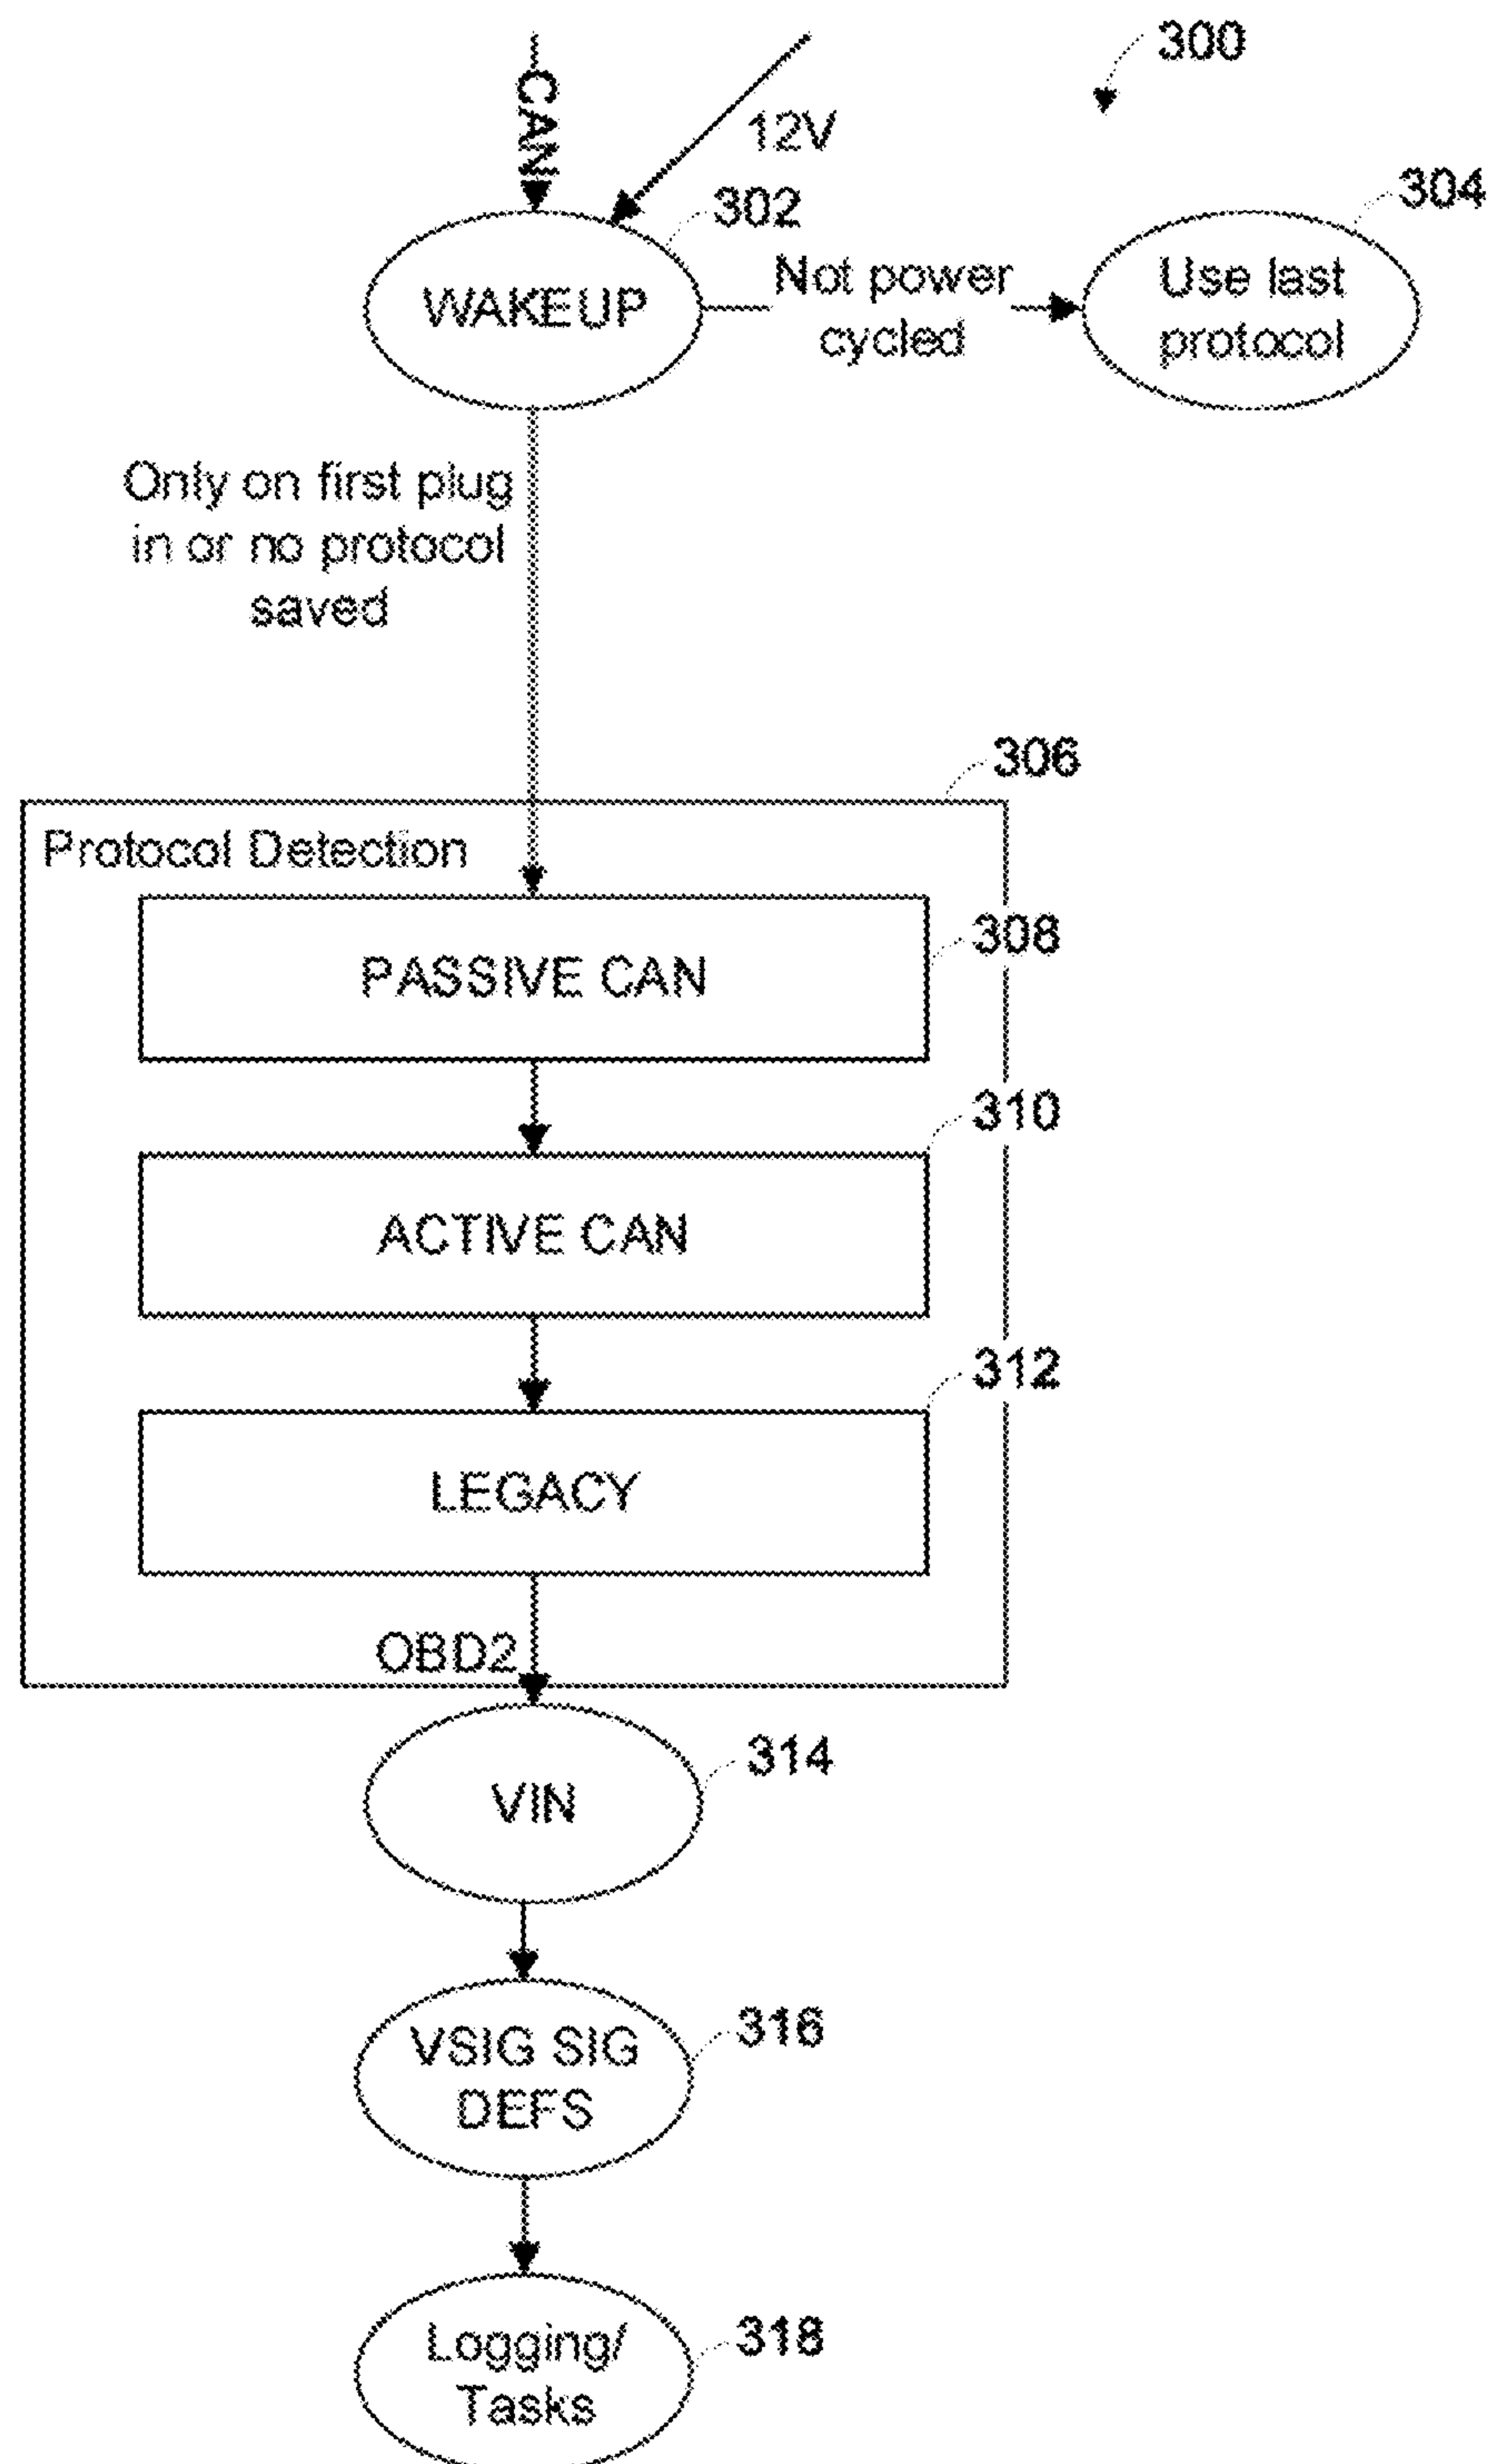 300
CAN
12V
302
304
WAKEUP
Not power
cycled
Use last
protocol
Only on first plug
in or no protocol
saved
306
Protocol Detection
308
PASSIVE CAN
310
ACTIVE CAN
312
LEGACY
OBD2
314
VIN
316
VSIG SIG
DEFS
318
Logging/
Tasks